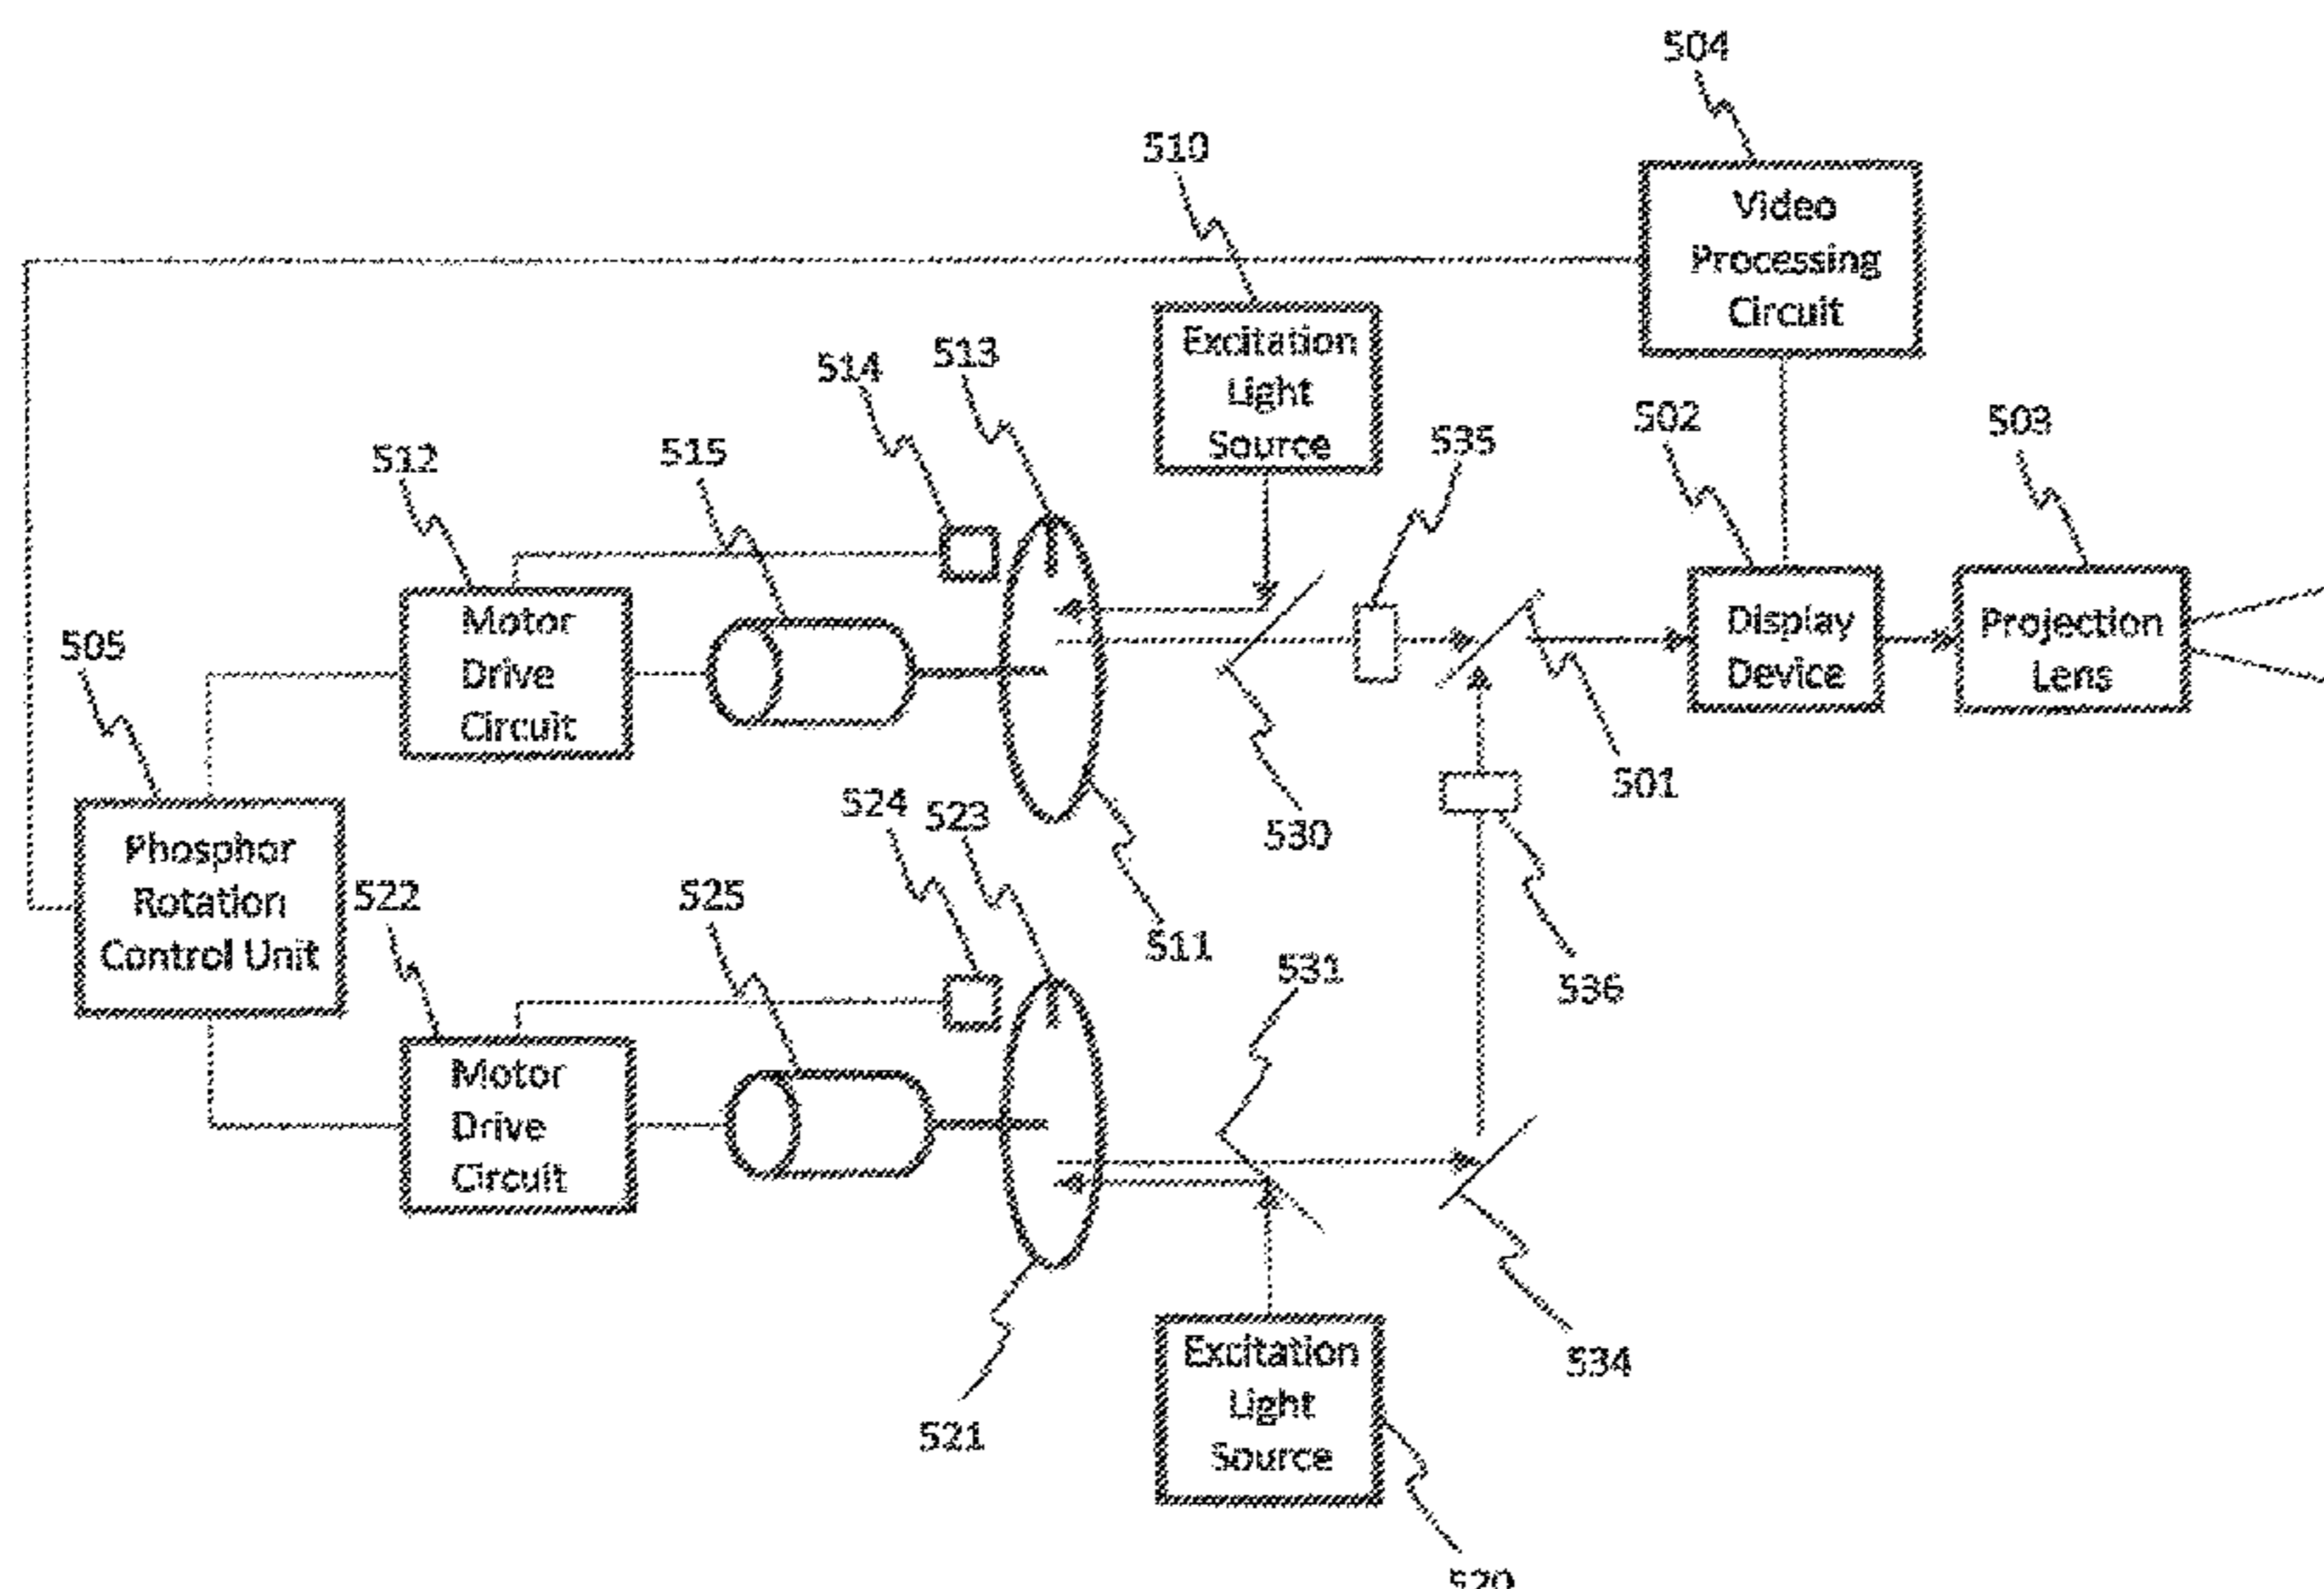 504
510
Video
Processing
Circuit
513
514
Excitation
Light
Source
502
503
535
512
515
Motor
Drive
Circuit
Display
Device
Projection
Lens
505
501
524
523
530
Phosphor
Rotation
Control Unit
522
525
511
531
536
Motor
Drive
Circuit
534
Excitation
Light
Source
521
520